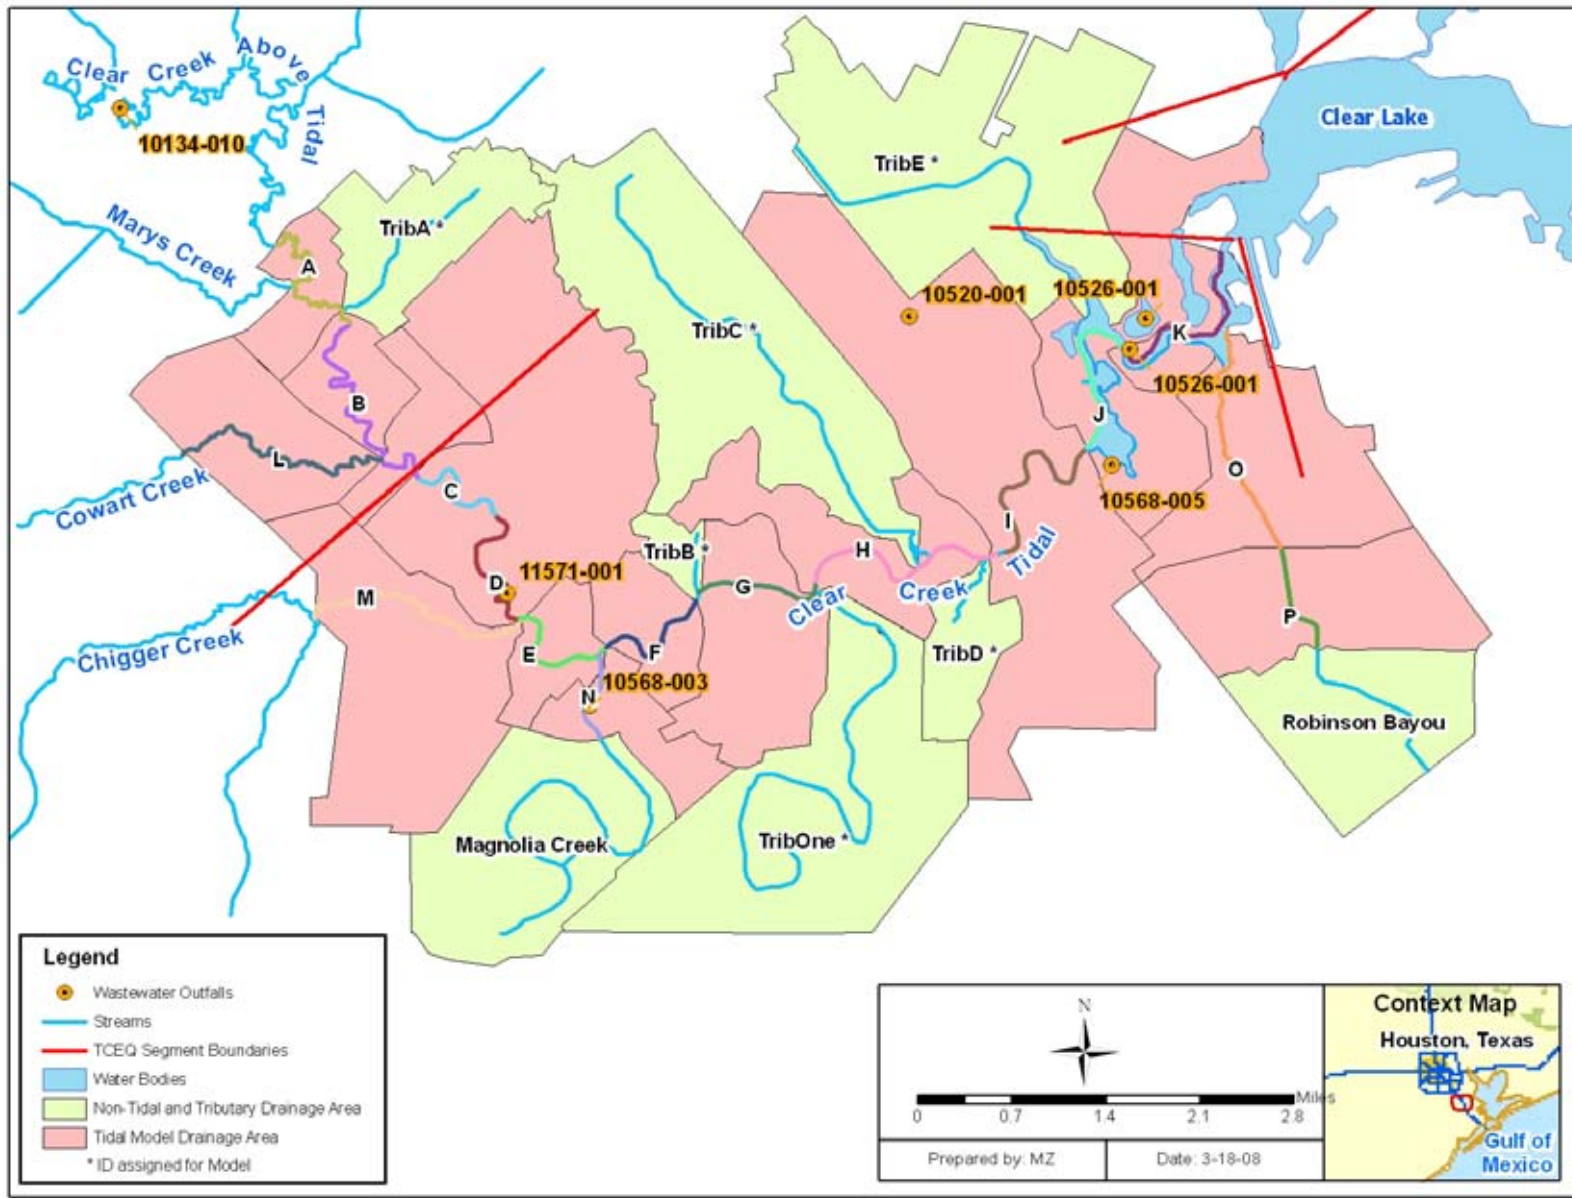 Clear Creek Above Tidal
10134-010
Marys Creek
A
TribA *
TribE *
Clear Lake
10520-001
10526-001
K
10526-001
TribC *
B
J
L
Cowart Creek
C
O
10568-005
I
TribB *
H
D
11571-001
G
Clear Creek Tidal
M
P
Chigger Creek
E
F
TribD *
10568-003
N
Robinson Bayou
Magnolia Creek
TribOne *
Legend
Wastewater Outfalls
Streams
TCEQ Segment Boundaries
Water Bodies
Non-Tidal and Tributary Drainage Area
Tidal Model Drainage Area
* ID assigned for Model
N
Miles
0 0.7 1.4 2.1 2.8
Prepared by: MZ
Date: 3-18-08
Context Map
Houston, Texas
Gulf of
Mexico